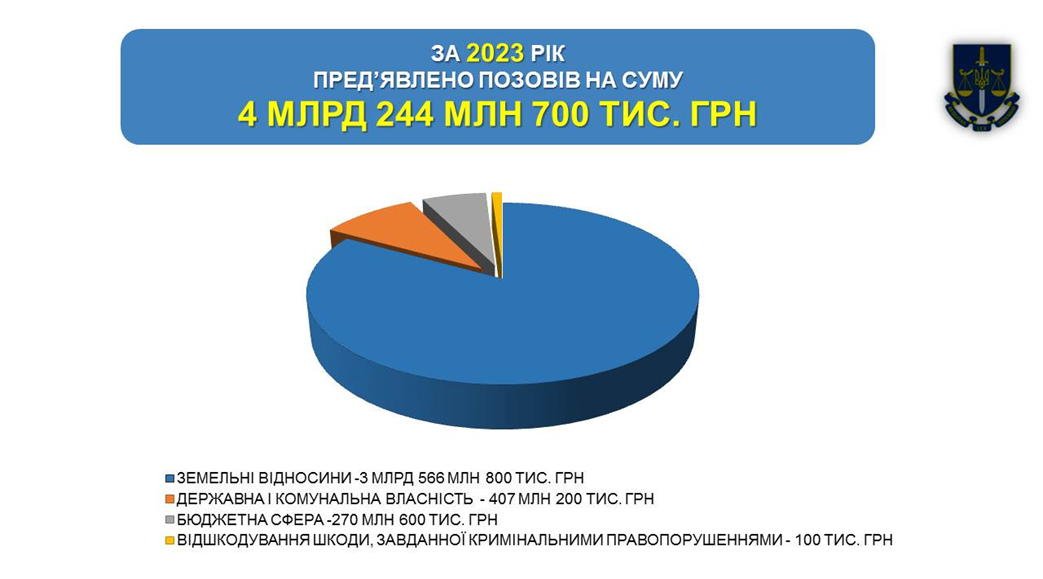 ЗА 2023 РІК
ПРЕД’ЯВЛЕНО ПОЗОВІВ НА СУМУ
4 МЛРД 244 МЛН 700 ТИС. ГРН
ЗЕМЕЛЬНІ ВІДНОСИНИ -3 МЛРД 566 МЛН 800 ТИС. ГРН
ДЕРЖАВНА І КОМУНАЛЬНА ВЛАСНІСТЬ - 407 МЛН 200 ТИС. ГРН
БЮДЖЕТНА СФЕРА -270 МЛН 600 ТИС. ГРН
ВІДШКОДУВАННЯ ШКОДИ, ЗАВДАННОЇ КРИМІНАЛЬНИМИ ПРАВОПОРУШЕННЯМИ - 100 ТИС. ГРН